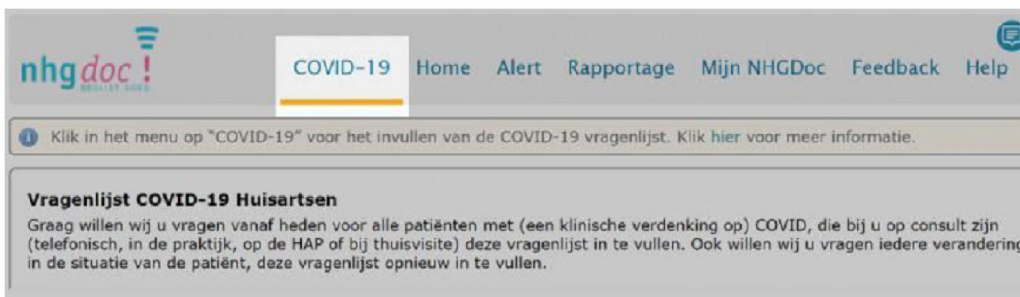 nhgdoc!
COVID-19 Home Alert Rapportage Mijn NHGDoc Feedback Help
Klik in het menu op "COVID-19" voor het invullen van de COVID-19 vragenlijst. Klik hier voor meer informatie.
Vragenlijst COVID-19 Huisartsen
Graag willen wij u vragen vanaf heden voor alle patiënten met (een klinische verdenking op) COVID, die bij u op consult zijn
(telefonisch, in de praktijk, op de HAP of bij thuisvisite) deze vragenlijst in te vullen. Ook willen wij u vragen iedere verandering
in de situatie van de patiënt, deze vragenlijst opnieuw in te vullen.